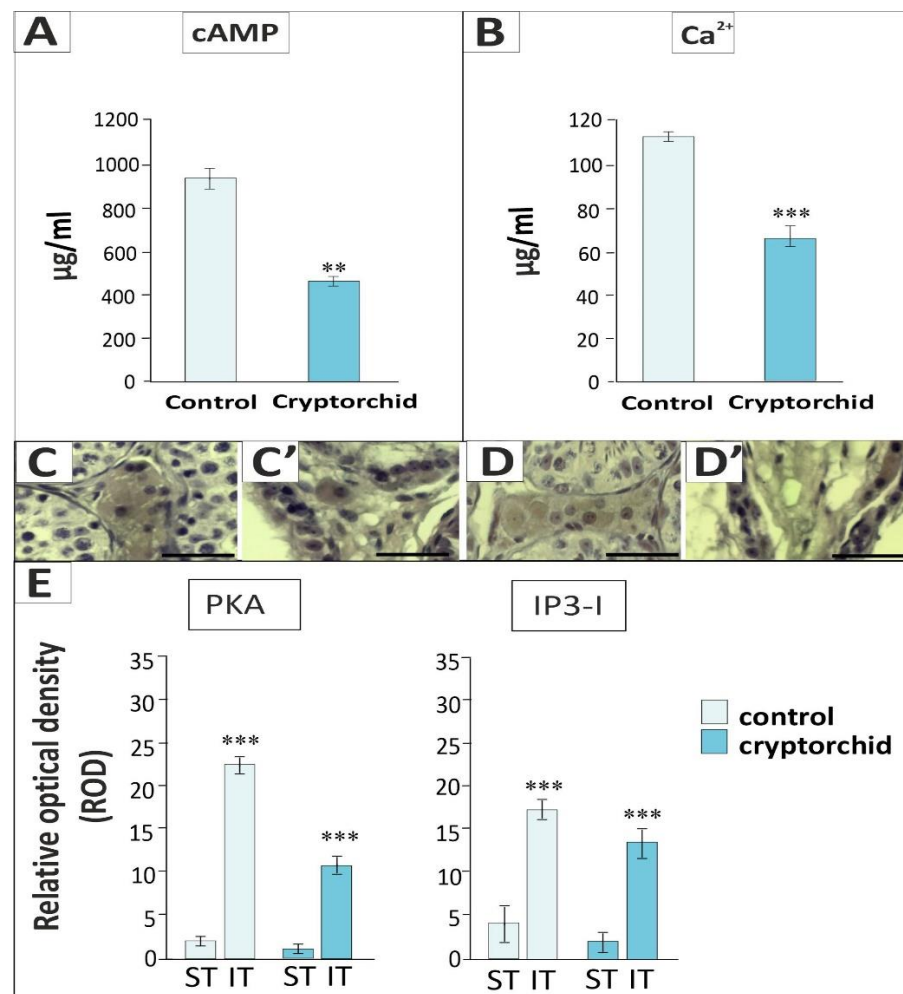 A
cAMP
B
Ca²⁺
µg/ml
1200
1000
800
600
400
200
0
**
Control Cryptorchid
µg/ml
120
100
80
60
40
20
0
***
Control Cryptorchid
C
C'
D
D'
E
PKA
IP3-I
Relative optical density
(ROD)
35
30
25
20
15
10
5
0
***
***
ST IT ST IT
35
30
25
20
15
10
5
0
***
***
ST IT ST IT
control
cryptorchid